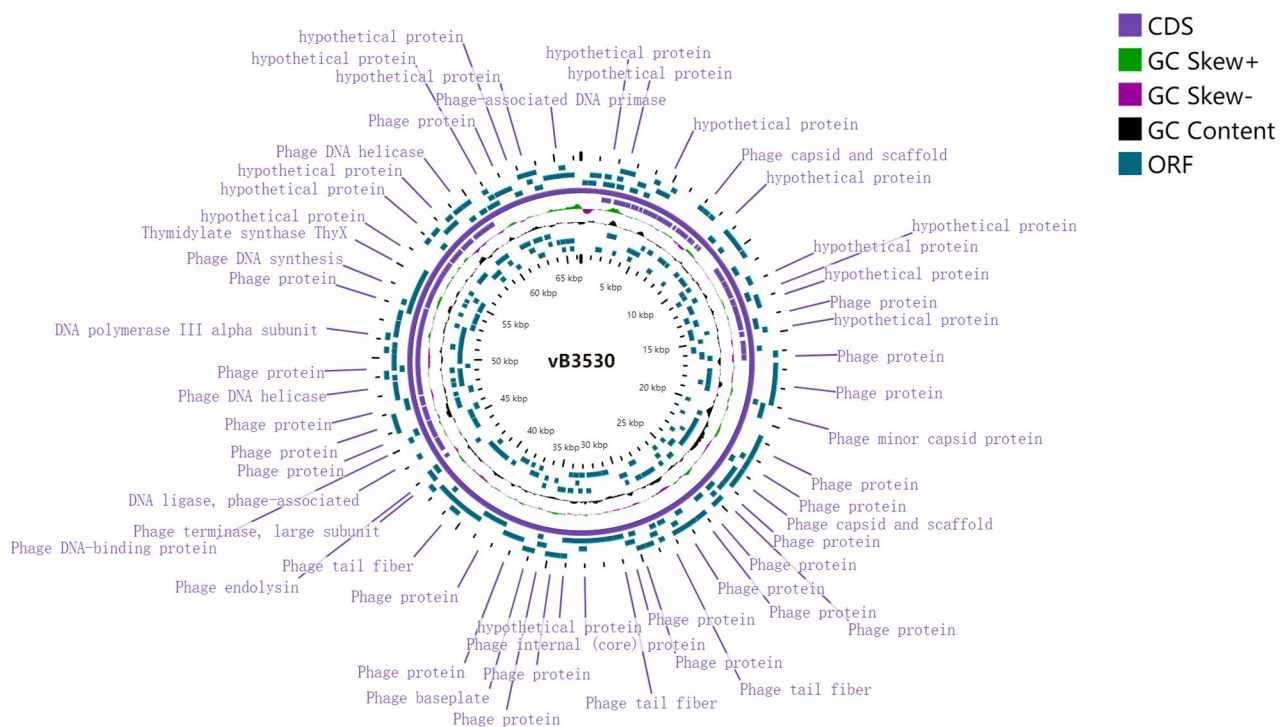 CDS
GC Skew+
GC Skew-
GC Content
ORF
hypothetical protein
hypothetical protein
hypothetical protein
Phage-associated DNA primase
Phage protein
Phage DNA helicase
hypothetical protein
hypothetical protein
hypothetical protein
Thymidylate synthase ThyX
Phage DNA synthesis
Phage protein
DNA polymerase III alpha subunit
Phage protein
Phage DNA helicase
Phage protein
Phage protein
Phage protein
DNA ligase, phage-associated
Phage terminase, large subunit
Phage DNA-binding protein
Phage tail fiber
Phage endolysin
Phage protein
hypothetical protein
Phage internal (core) protein
Phage protein
Phage protein
Phage baseplate
Phage protein
hypothetical protein
hypothetical protein
hypothetical protein
Phage capsid and scaffold
hypothetical protein
hypothetical protein
hypothetical protein
hypothetical protein
Phage protein
hypothetical protein
Phage protein
Phage protein
Phage minor capsid protein
Phage protein
Phage protein
Phage capsid and scaffold
Phage protein
Phage protein
Phage protein
Phage protein
Phage protein
Phage protein
Phage protein
Phage tail fiber
Phage tail fiber
vB3530
5 kbp
10 kbp
15 kbp
20 kbp
25 kbp
30 kbp
35 kbp
40 kbp
45 kbp
50 kbp
55 kbp
60 kbp
65 kbp